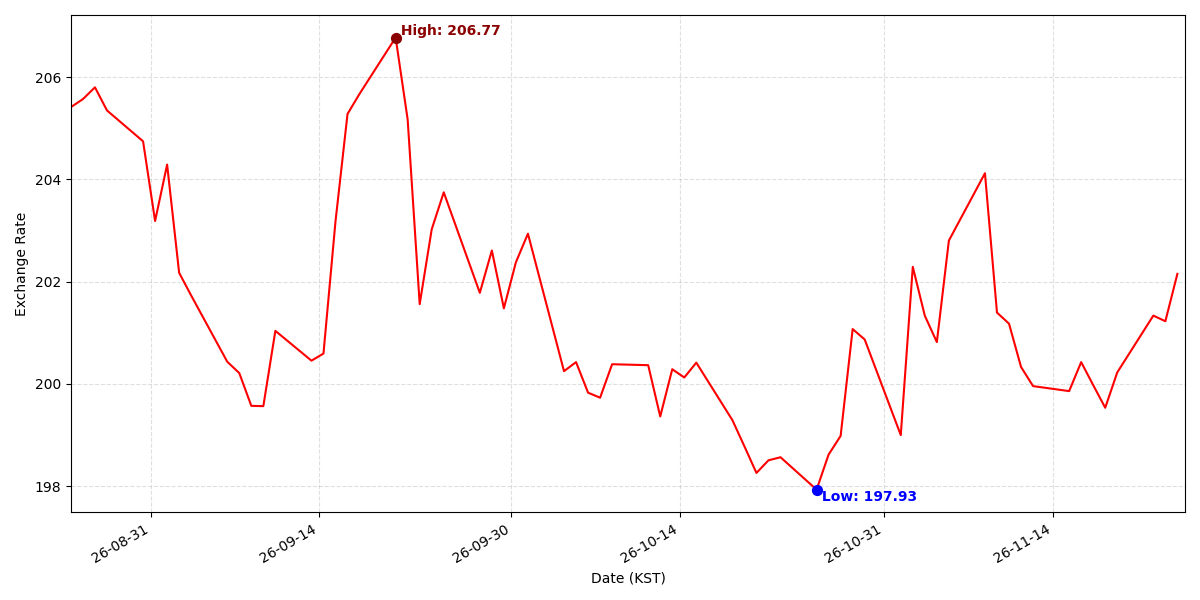 High: 206.77
206
204
202
200
198
Exchange Rate
Low: 197.93
26-08-31
26-09-14
26-09-30
26-10-14
26-10-31
26-11-14
Date (KST)